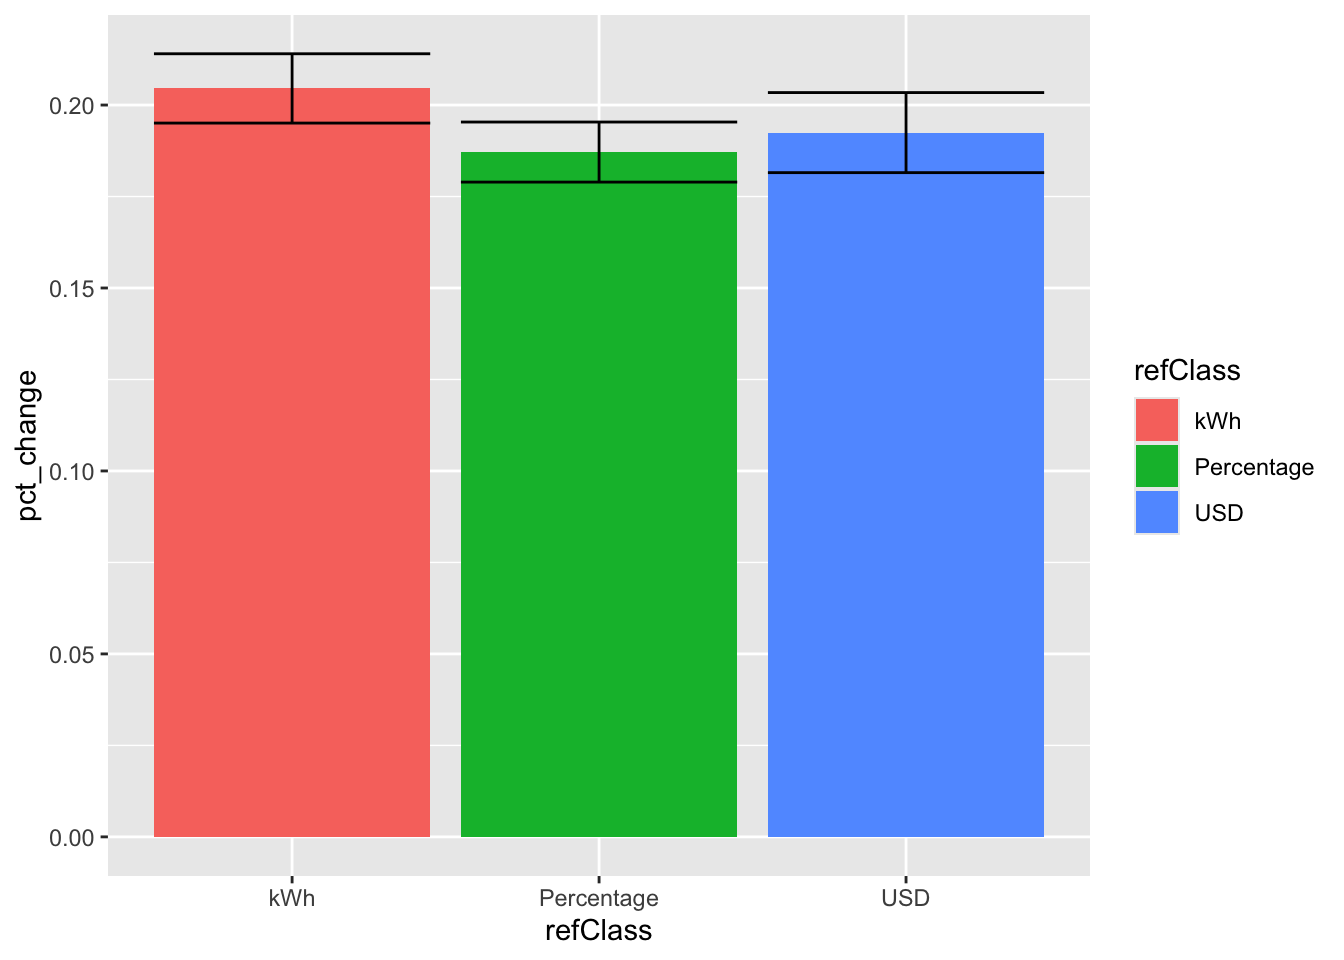 0.20
0.15
0.10
0.05
0.00
pct_change
kWh
Percentage
USD
refClass
refClass
kWh
Percentage
USD